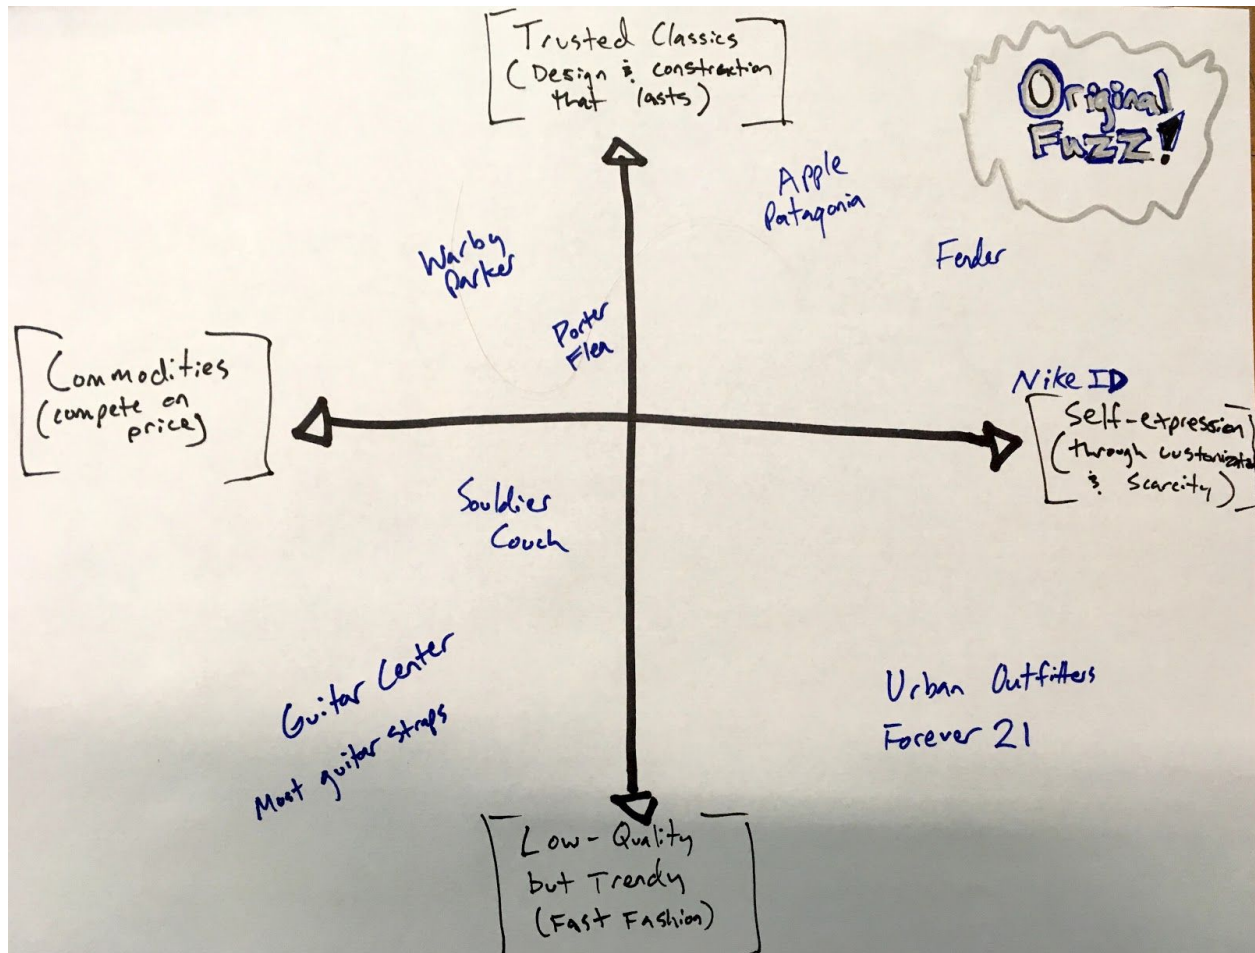 Trusted Classics
(Design & construction
that lasts)
Original
Fuzz!
Apple
Patagonia
Warby
Parker
Fender
Porter
Flea
Commodities
(compete on
price)
Nike ID
Self-expression
(through customizatio
& scarcity)
Souldier
Couch
Guitar Center
Most guitar straps
Urban Outfitters
Forever 21
Low-Quality
but Trendy
(Fast Fashion)